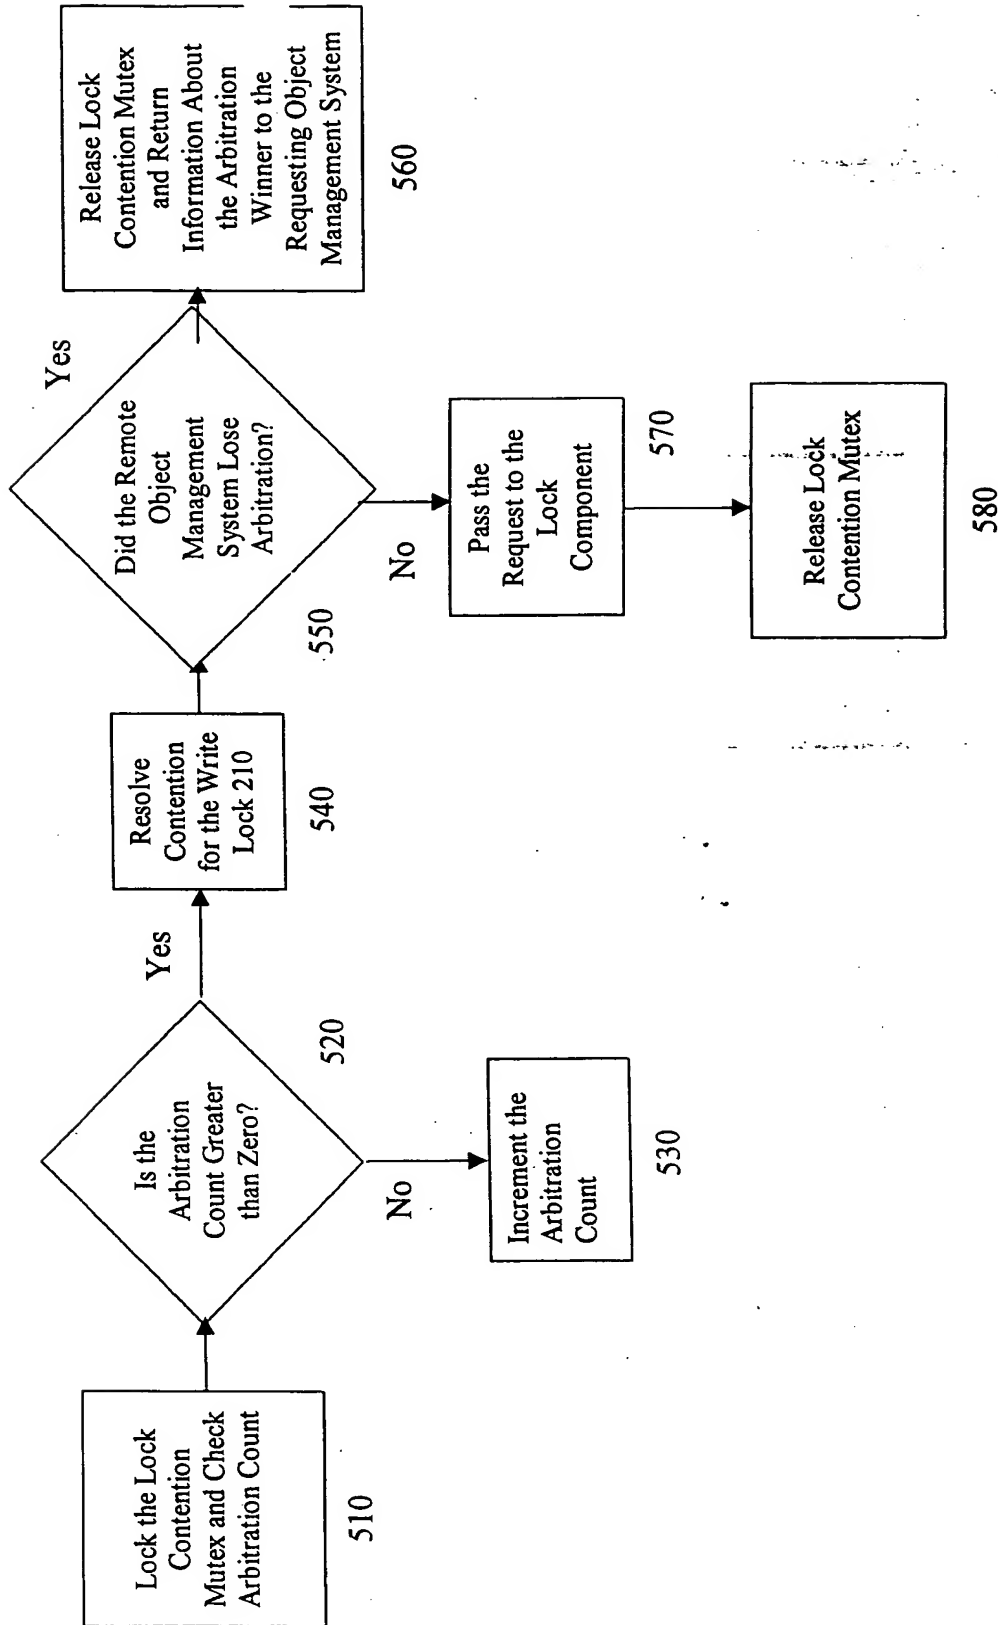 Lock the Lock
Contention
Mutex and Check
Arbitration Count
510
Is the
Arbitration
Count Greater
than Zero?
520
No
Increment the
Arbitration
Count
530
Yes
Resolve
Contention
for the Write
Lock 210
540
Did the Remote
Object
Management
System Lose
Arbitration?
550
Yes
Release Lock
Contention Mutex
and Return
Information About
the Arbitration
Winner to the
Requesting Object
Management System
560
No
Pass the
Request to the
Lock
Component
570
Release Lock
Contention Mutex
580